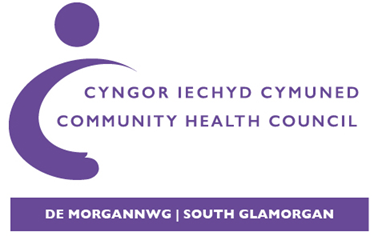 CYNGOR IECHYD CYMUNED
COMMUNITY HEALTH COUNCIL
DE MORGANNWG | SOUTH GLAMORGAN